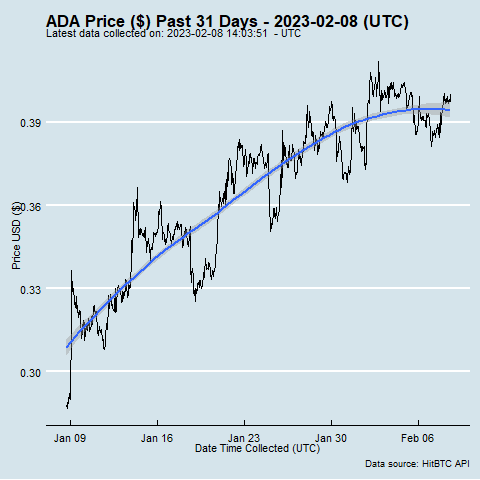 ADA Price ($) Past 31 Days - 2023-02-08 (UTC)
Latest data collected on: 2023-02-08 14:03:51  - UTC
Price USD ($)
0.39
0.36
0.33
0.30
Jan 09
Jan 16
Jan 23
Jan 30
Feb 06
Date Time Collected (UTC)
Data source: HitBTC API